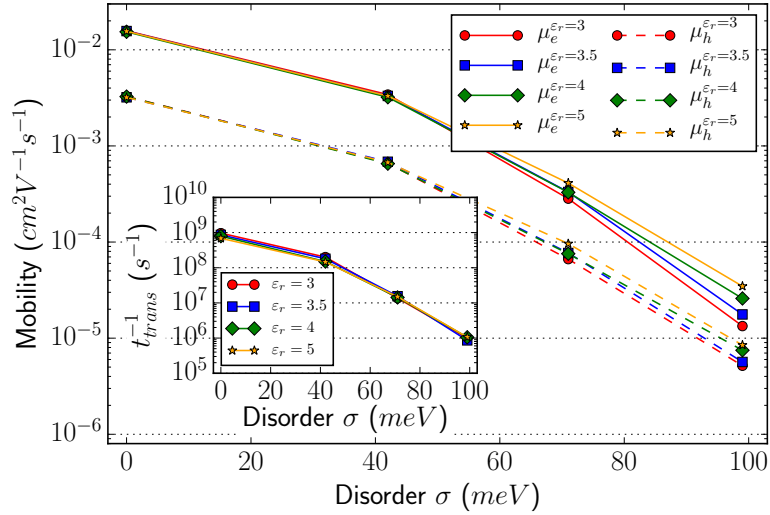 10⁻²
10⁻³
10⁻⁴
10⁻⁵
10⁻⁶
Mobility (cm²V⁻¹s⁻¹)
0 20 40 60 80 100
Disorder σ (meV)
μₑ^{εᵣ=3} μₕ^{εᵣ=3}
μₑ^{εᵣ=3.5} μₕ^{εᵣ=3.5}
μₑ^{εᵣ=4} μₕ^{εᵣ=4}
μₑ^{εᵣ=5} μₕ^{εᵣ=5}
10¹⁰
10⁹
10⁸
10⁷
10⁶
10⁵
t_{trans}^{-1} (s⁻¹)
εᵣ = 3
εᵣ = 3.5
εᵣ = 4
εᵣ = 5
0 20 40 60 80 100
Disorder σ (meV)